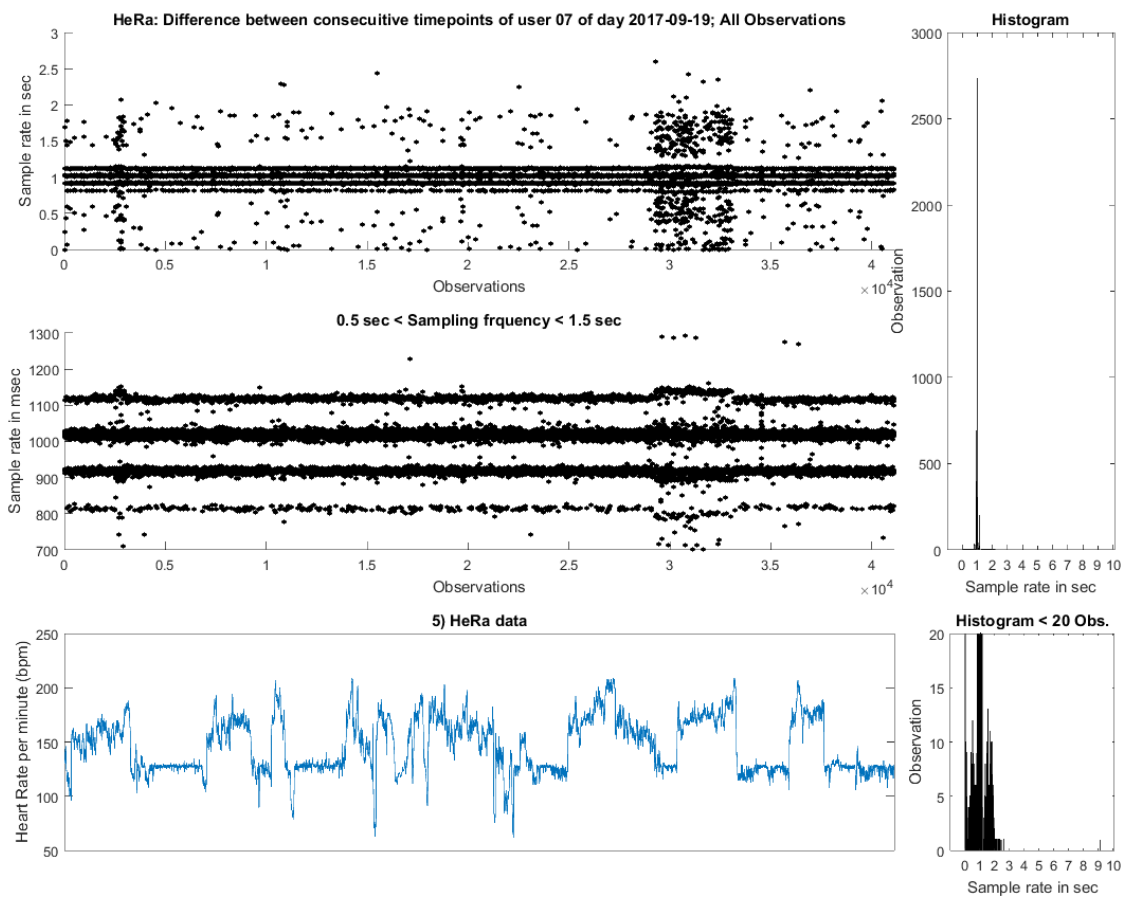 HeRa: Difference between consecuitive timepoints of user 07 of day 2017-09-19; All Observations
3
2.5
2
1.5
1
0.5
0
Sample rate in sec
0 0.5 1 1.5 2 2.5 3 3.5 4
Observations
×10⁴
Histogram
3000
2500
2000
1500
1000
500
0
Observation
0 1 2 3 4 5 6 7 8 9 10
Sample rate in sec
0.5 sec < Sampling frquency < 1.5 sec
1300
1200
1100
1000
900
800
700
Sample rate in msec
0 0.5 1 1.5 2 2.5 3 3.5 4
Observations
×10⁴
5) HeRa data
250
200
150
100
50
Heart Rate per minute (bpm)
Histogram < 20 Obs.
20
15
10
5
0
Observation
0 1 2 3 4 5 6 7 8 9 10
Sample rate in sec